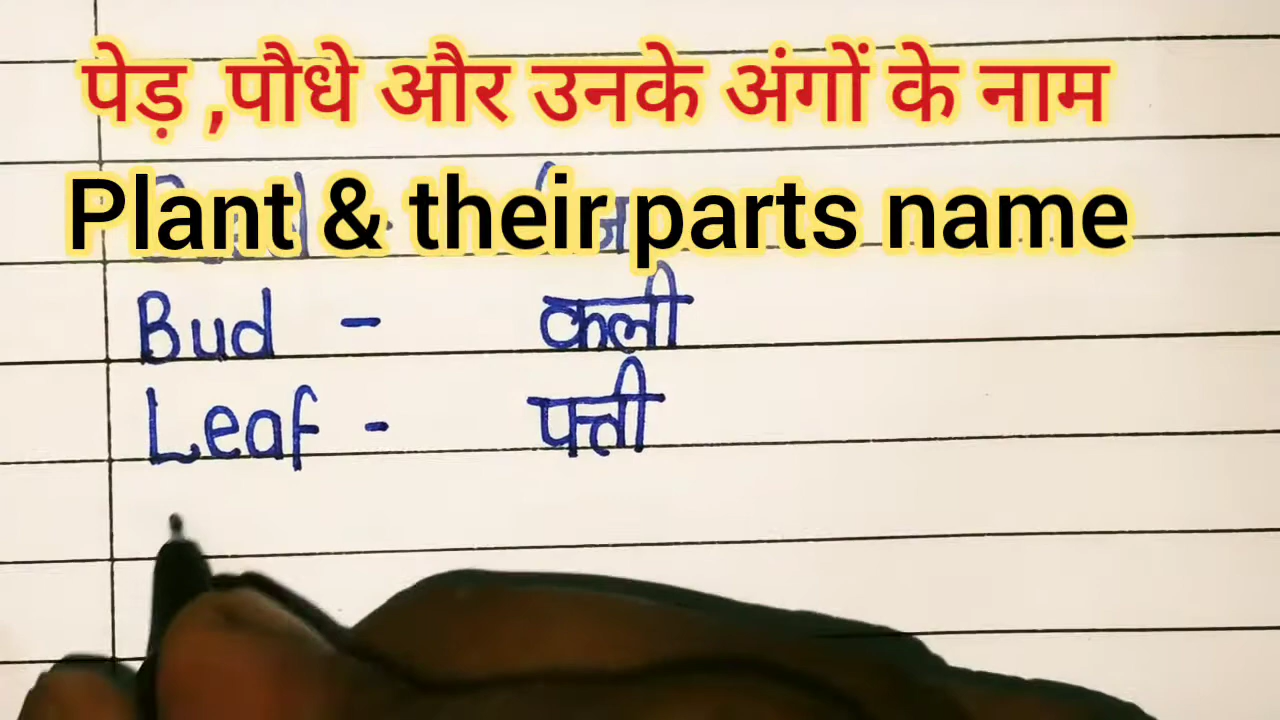 पेड़ ,पौधे और उनके अंगों के नाम
Plant & their parts name
Bud - कली
Leaf - पत्ती